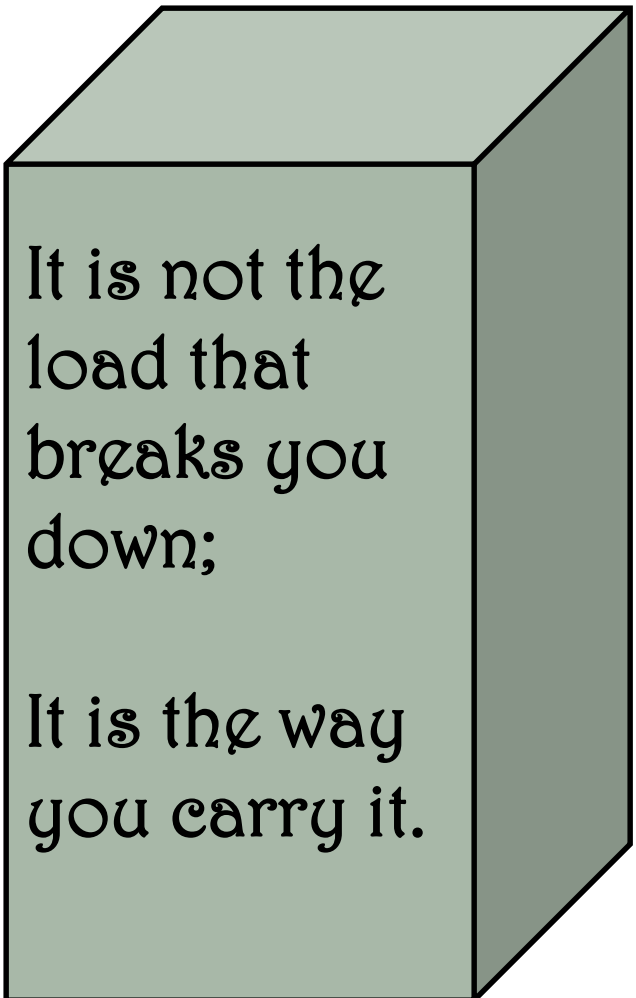 It is not the
load that
breaks you
down;
It is the way
you carry it.